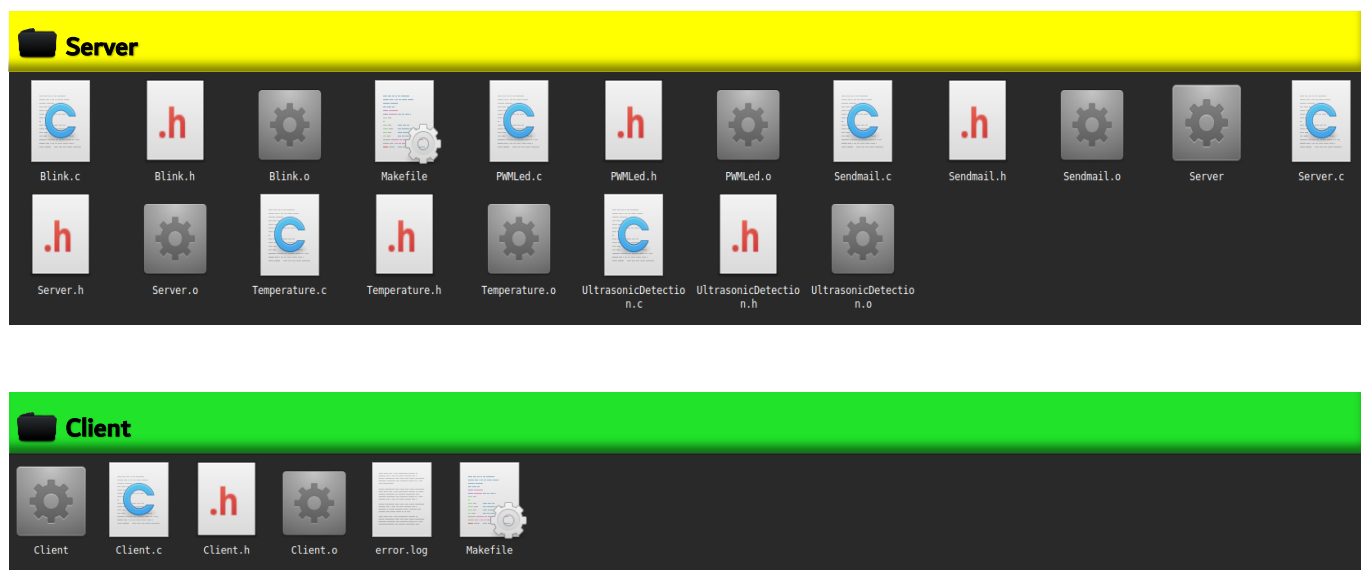 Server
C .h C C .h C .h C
Blink.c Blink.h Blink.o Makefile PWMLed.c PWMLed.h PWMLed.o Sendmail.c Sendmail.h Sendmail.o Server Server.c
.h C .h C .h
Server.h Server.o Temperature.c Temperature.h Temperature.o UltrasonicDetectio UltrasonicDetectio UltrasonicDetectio
n.c n.h n.o
Client
C .h
Client Client.c Client.h Client.o error.log Makefile